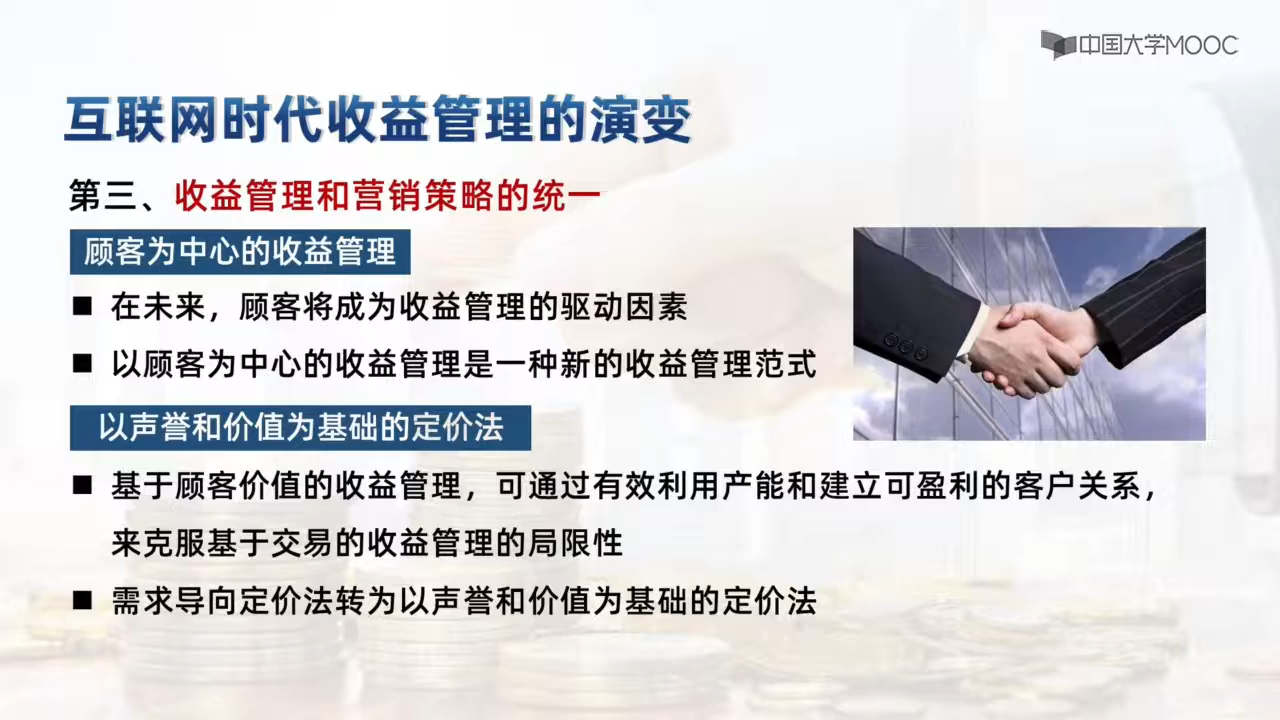 中国大学MOOC
互联网时代收益管理的演变
第三、收益管理和营销策略的统一
顾客为中心的收益管理
■ 在未来，顾客将成为收益管理的驱动因素
■ 以顾客为中心的收益管理是一种新的收益管理范式
以声誉和价值为基础的定价法
■ 基于顾客价值的收益管理，可通过有效利用产能和建立可盈利的客户关系，
来克服基于交易的收益管理的局限性
■ 需求导向定价法转为以声誉和价值为基础的定价法